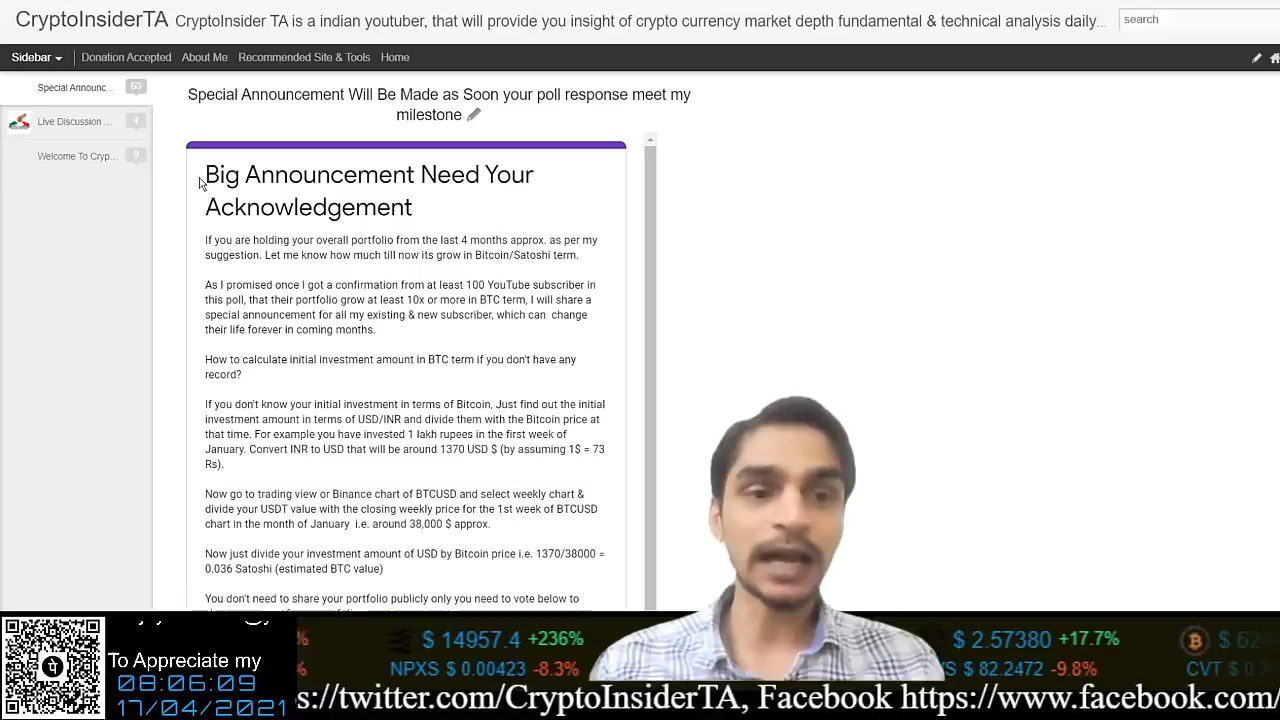 CryptoInsiderTA CryptoInsider TA is a indian youtuber, that will provide you insight of crypto currency market depth fundamental & technical analysis daily...
search
Sidebar Donation Accepted About Me Recommended Site & Tools Home
Special Announc... 63
Live Discussion ... 4
Welcome To Cryp... 9
Special Announcement Will Be Made as Soon your poll response meet my
milestone
Big Announcement Need Your
Acknowledgement
If you are holding your overall portfolio from the last 4 months approx. as per my
suggestion. Let me know how much till now its grow in Bitcoin/Satoshi term.
As I promised once I got a confirmation from at least 100 YouTube subscriber in
this poll, that their portfolio grow at least 10x or more in BTC term, I will share a
special announcement for all my existing & new subscriber, which can change
their life forever in coming months.
How to calculate initial investment amount in BTC term if you don't have any
record?
If you don't know your initial investment in terms of Bitcoin, Just find out the initial
investment amount in terms of USD/INR and divide them with the Bitcoin price at
that time. For example you have invested 1 lakh rupees in the first week of
January. Convert INR to USD that will be around 1370 USD $ (by assuming 1$ = 73
Rs).
Now go to trading view or Binance chart of BTCUSD and select weekly chart &
divide your USDT value with the closing weekly price for the 1st week of BTCUSD
chart in the month of January i.e. around 38,000 $ approx.
Now just divide your investment amount of USD by Bitcoin price i.e. 1370/38000 =
0.036 Satoshi (estimated BTC value)
You don't need to share your portfolio publicly only you need to vote below to
To Appreciate my
08:06:09
17/04/2021
% $ 14957.4 +236% $ 2.57380 +17.7%
% NPXS $ 0.00423 -8.3% S $ 82.2472 -9.8% CVT
s://twitter.com/CryptoInsiderTA, Facebook https://www.facebook.com/